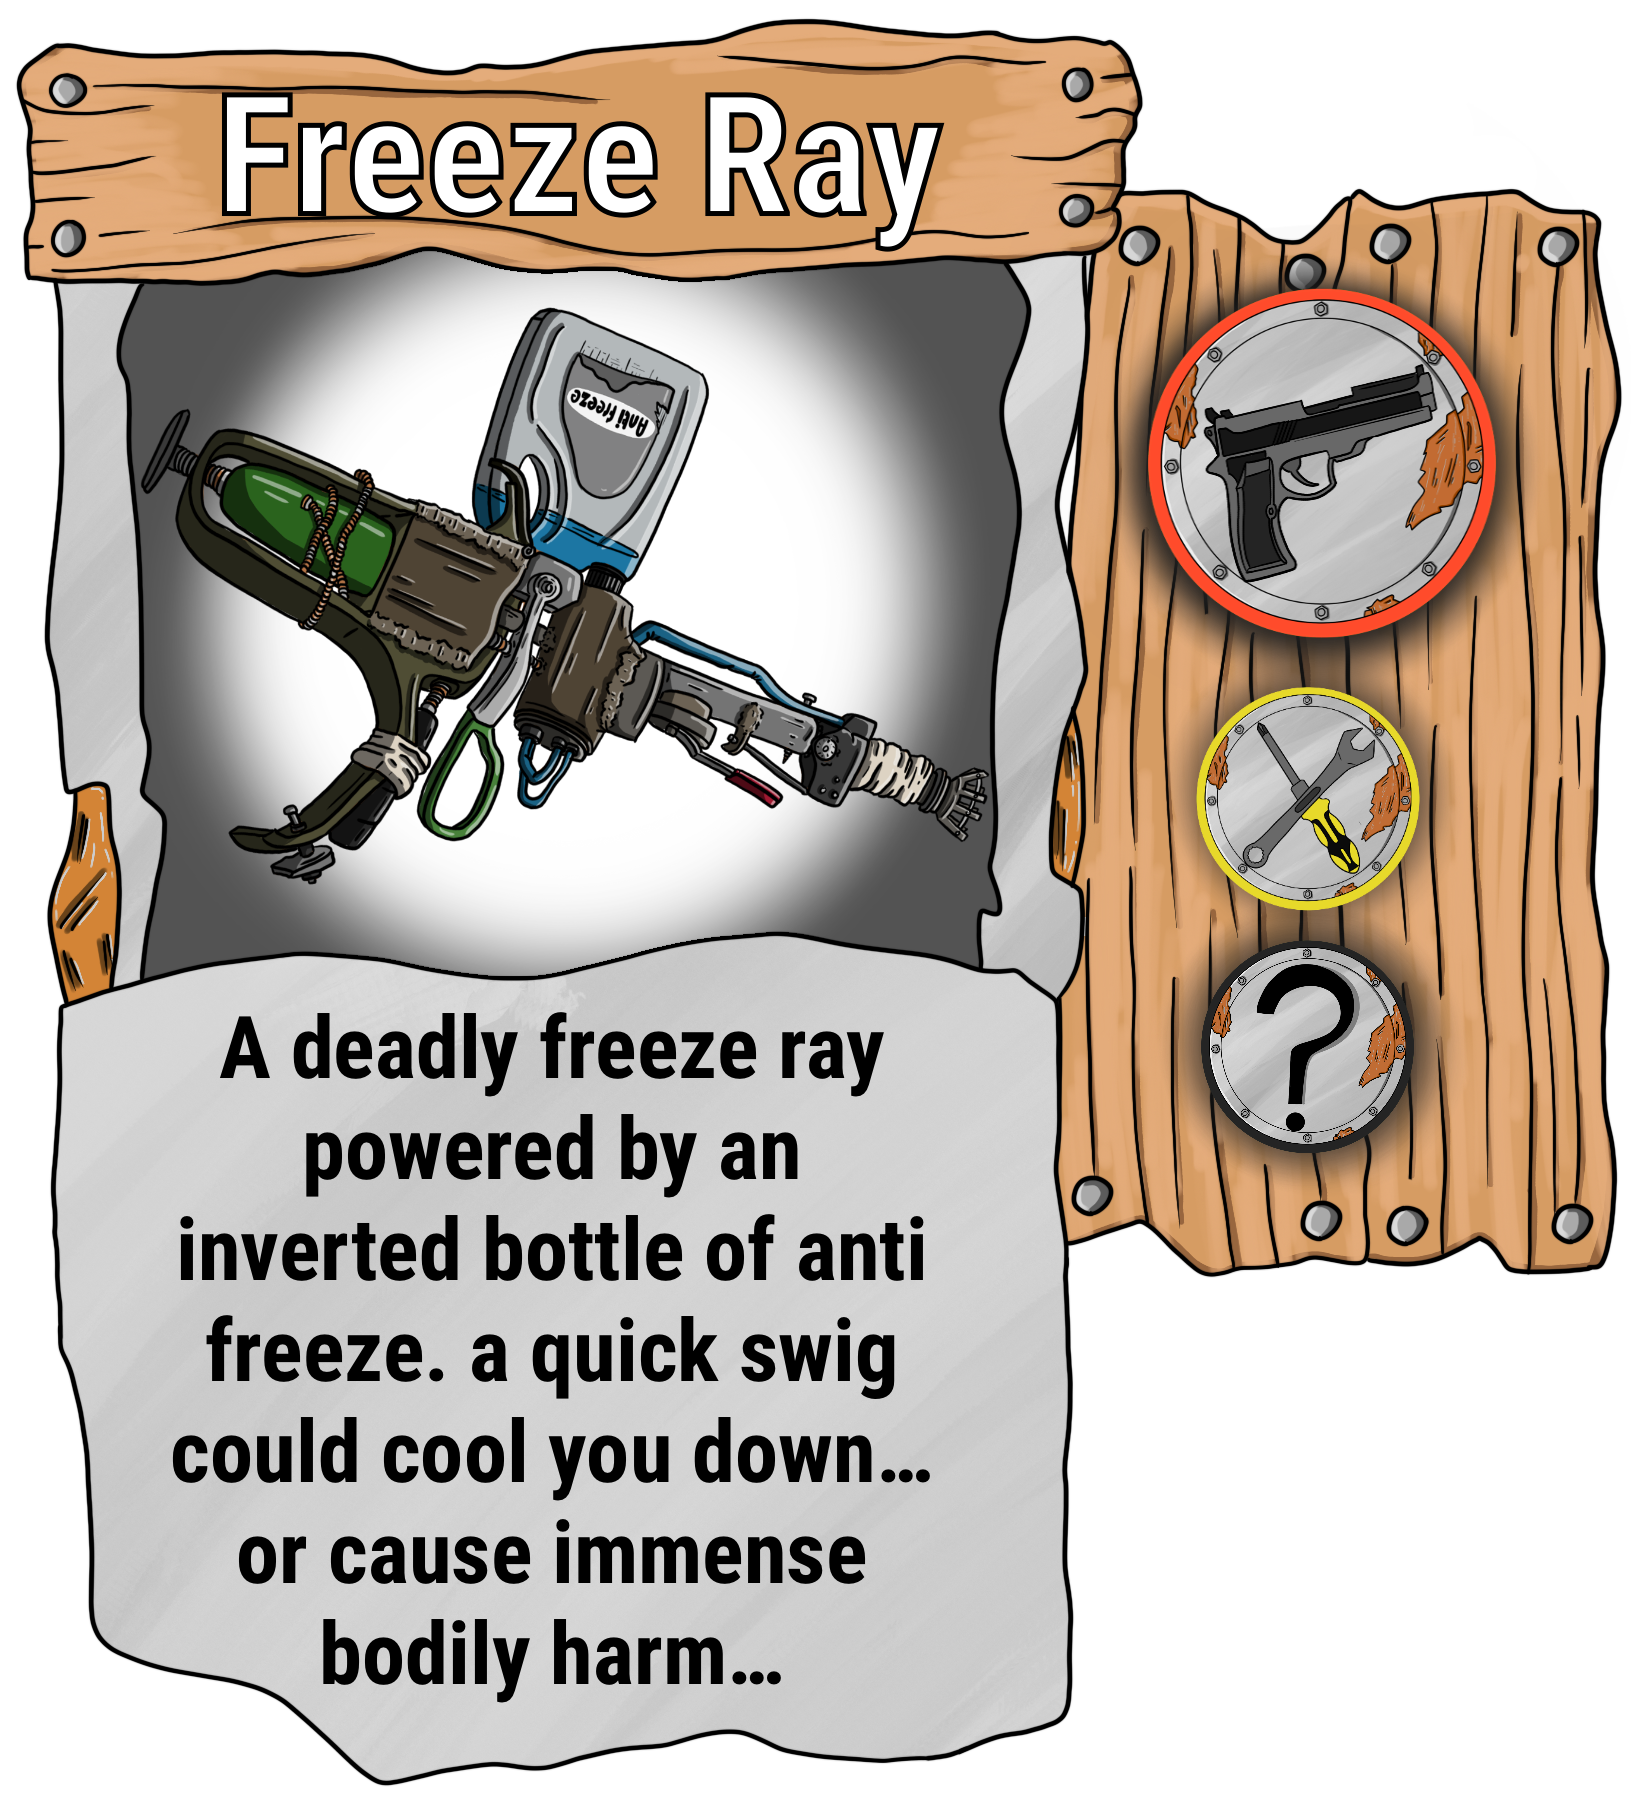 Freeze Ray
Anti freeze
A deadly freeze ray
powered by an
inverted bottle of anti
freeze. a quick swig
could cool you down...
or cause immense
bodily harm...